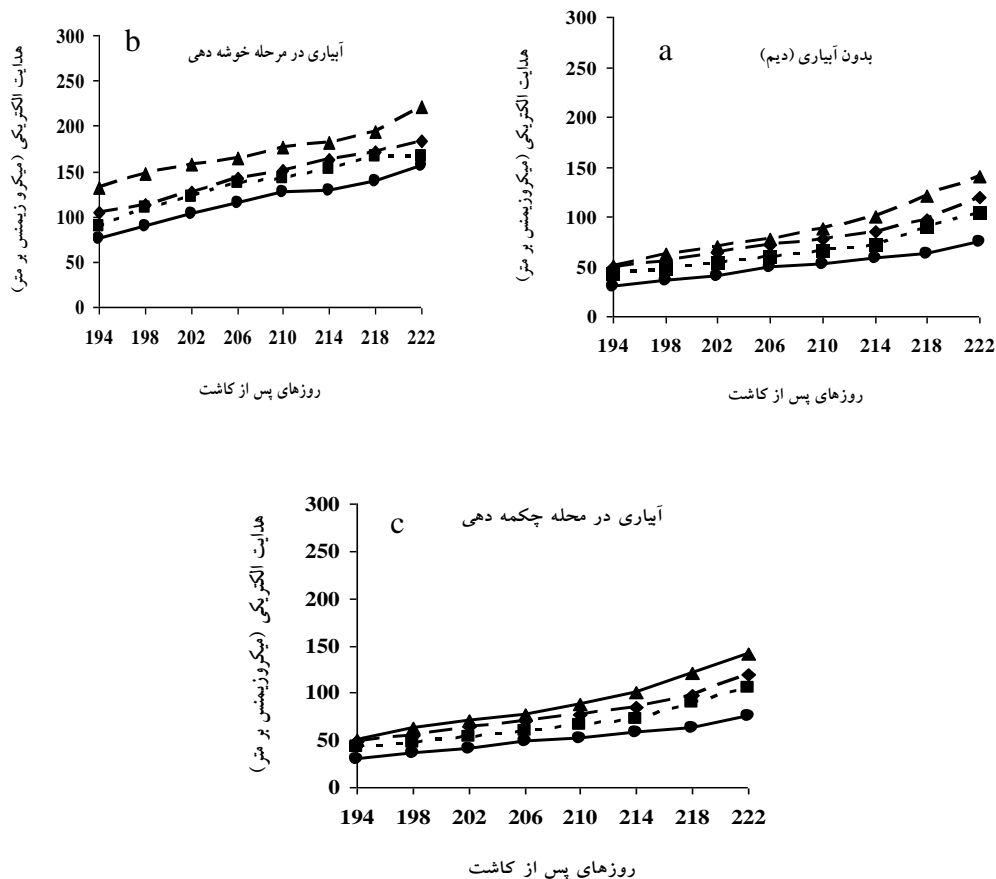 a
بدون آبیاری (دیم)
هدایت الکتریکی (میکروزیمنس بر متر)
300
250
200
150
100
50
0
194 198 202 206 210 214 218 222
روزهای پس از کاشت
b
آبیاری در مرحله خوشه دهی
هدایت الکتریکی (میکرو زیمنس بر متر)
300
250
200
150
100
50
0
194 198 202 206 210 214 218 222
روزهای پس از کاشت
c
آبیاری در محله چکمه دهی
هدایت الکتریکی (میکروزیمنس بر متر)
300
250
200
150
100
50
0
194 198 202 206 210 214 218 222
روزهای پس از کاشت